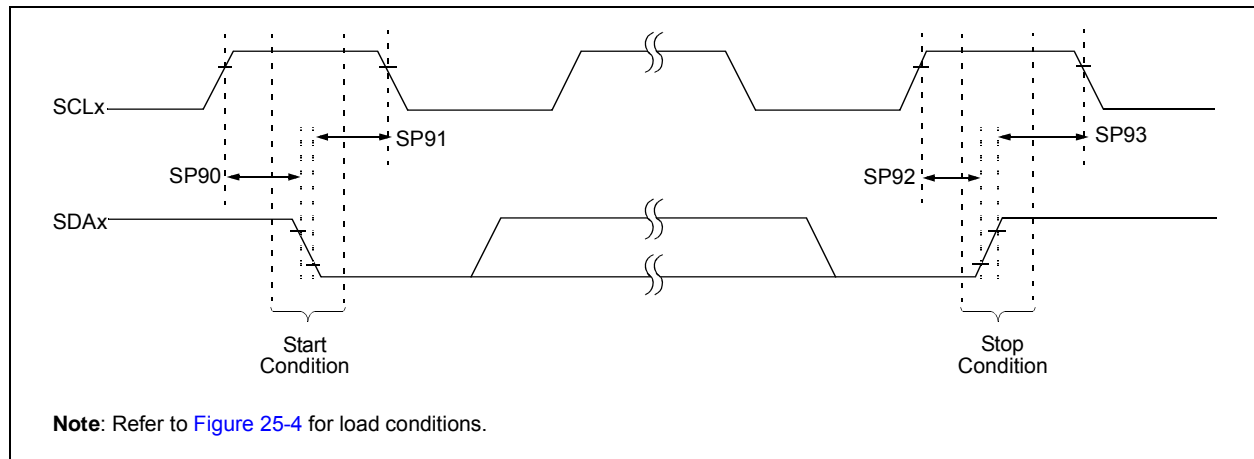 SCLx
SP91
SP93
SP90
SP92
SDAx
Start
Condition
Stop
Condition
Note: Refer to Figure 25-4 for load conditions.